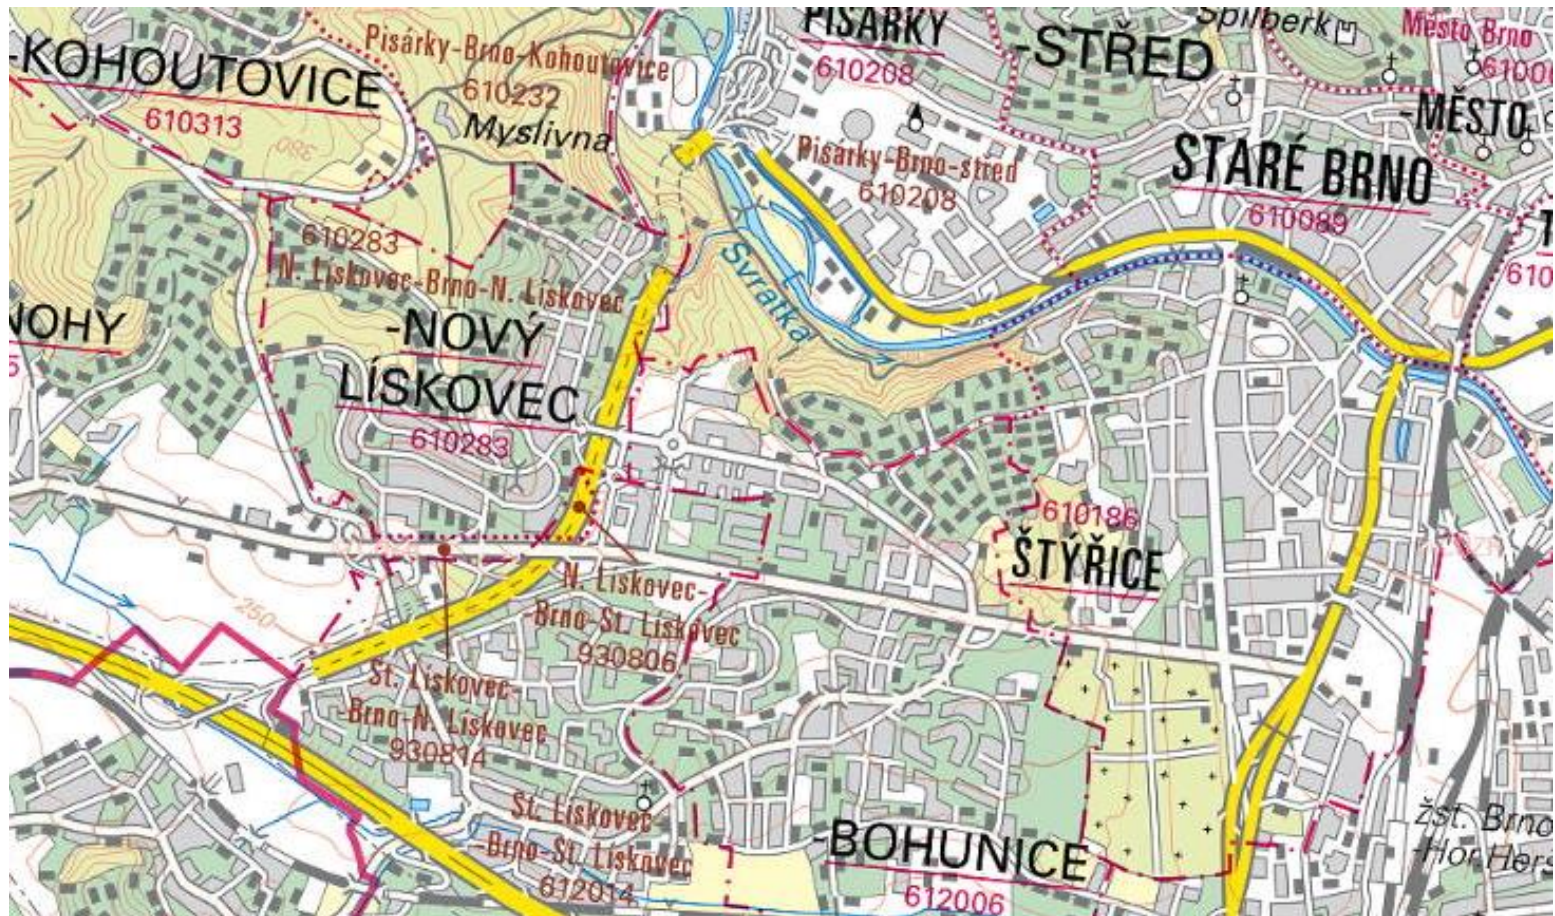 PISÁRKY
610208
-STŘED
Špilberk
Město Brno
-KOHOUTOVICE
610313
Pisárky-Brno-Kohoutovice
610232
Myslivna
380
-MĚSTO
STARÉ BRNO
610089
Pisárky-Brno-střed
610208
610283
N. Lískovec-Brno-N. Lískovec
Svratka
NOHY
-NOVÝ
LÍSKOVEC
610283
610186
ŠTÝŘICE
250
N. Lískovec-
-Brno-St. Lískovec
930806
St. Lískovec-
-Brno-N. Lískovec
930814
St. Lískovec-
-Brno-St. Lískovec
612014
-BOHUNICE
612006
žst. Brno
-Hor.Herš